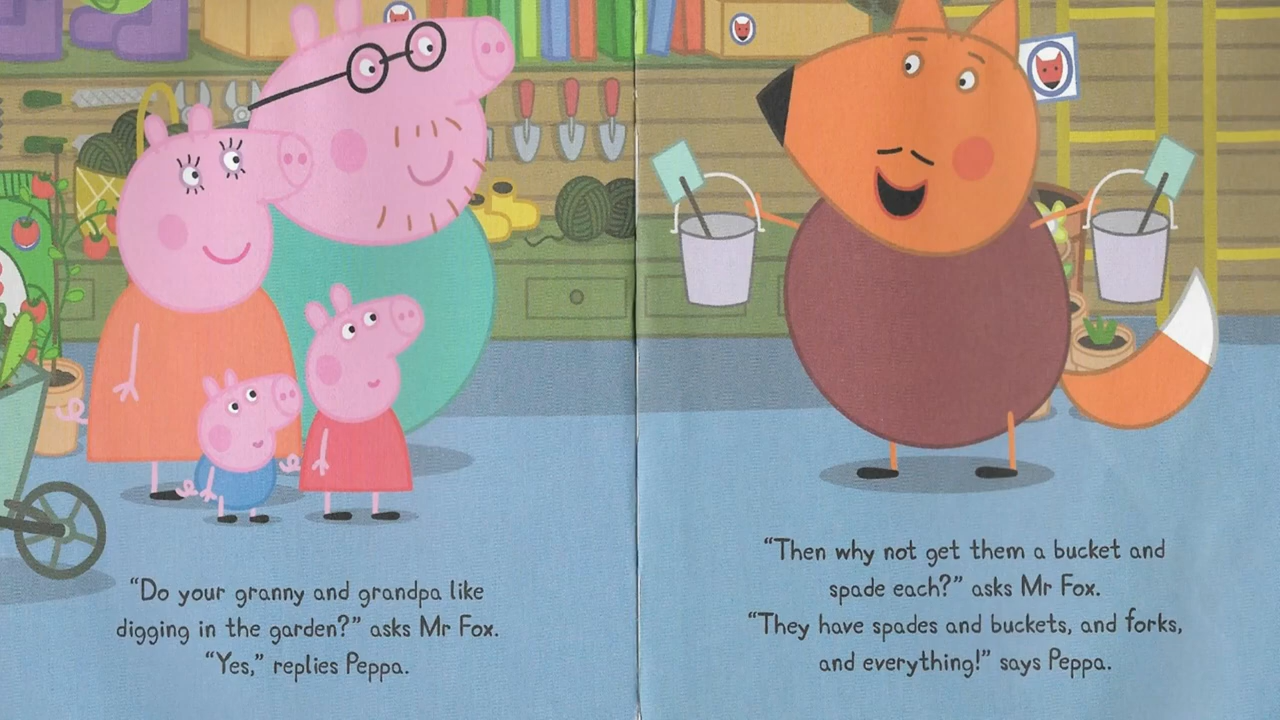 “Do your granny and grandpa like
digging in the garden?” asks Mr Fox.
“Yes,” replies Peppa.
“Then why not get them a bucket and
spade each?” asks Mr Fox.
“They have spades and buckets, and forks,
and everything!” says Peppa.